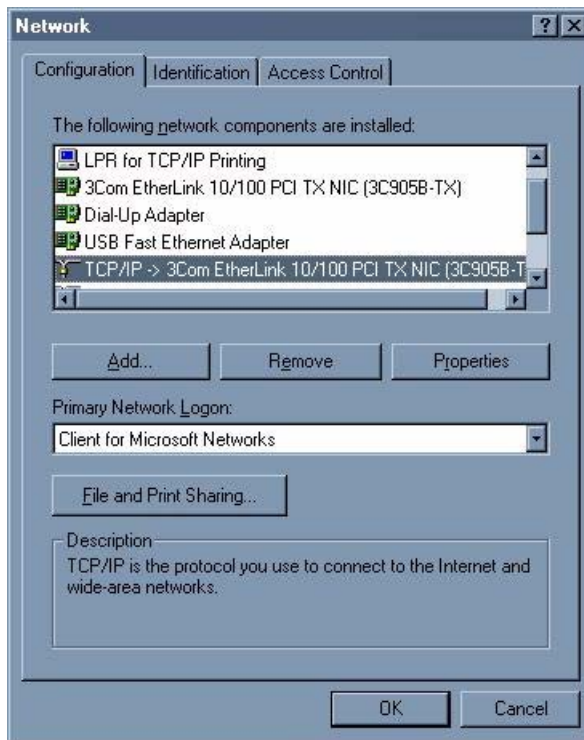 Network
Configuration Identification Access Control
The following network components are installed:
LPR for TCP/IP Printing
3Com EtherLink 10/100 PCI TX NIC (3C905B-TX)
Dial-Up Adapter
USB Fast Ethernet Adapter
TCP/IP -> 3Com EtherLink 10/100 PCI TX NIC (3C905B-T
Add... Remove Properties
Primary Network Logon:
Client for Microsoft Networks
File and Print Sharing...
Description
TCP/IP is the protocol you use to connect to the Internet and
wide-area networks.
OK Cancel